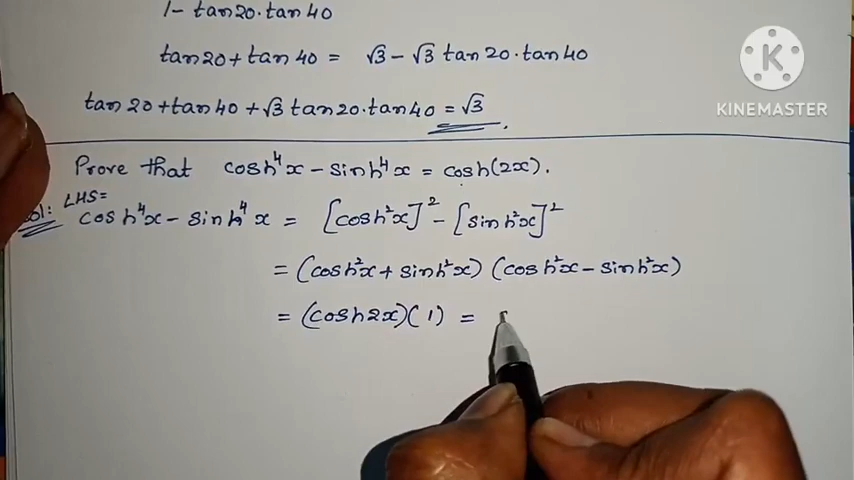 1 - tan20·tan40
tan20 + tan40 = √3 - √3 tan20·tan40
tan20 + tan40 + √3 tan20·tan40 = √3
K
KINEMASTER
Prove that cosh⁴x - sinh⁴x = cosh(2x).
Sol: LHS=
cosh⁴x - sinh⁴x = [cosh²x]² - [sinh²x]²
= (cosh²x + sinh²x) (cosh²x - sinh²x)
= (cosh2x)(1) =